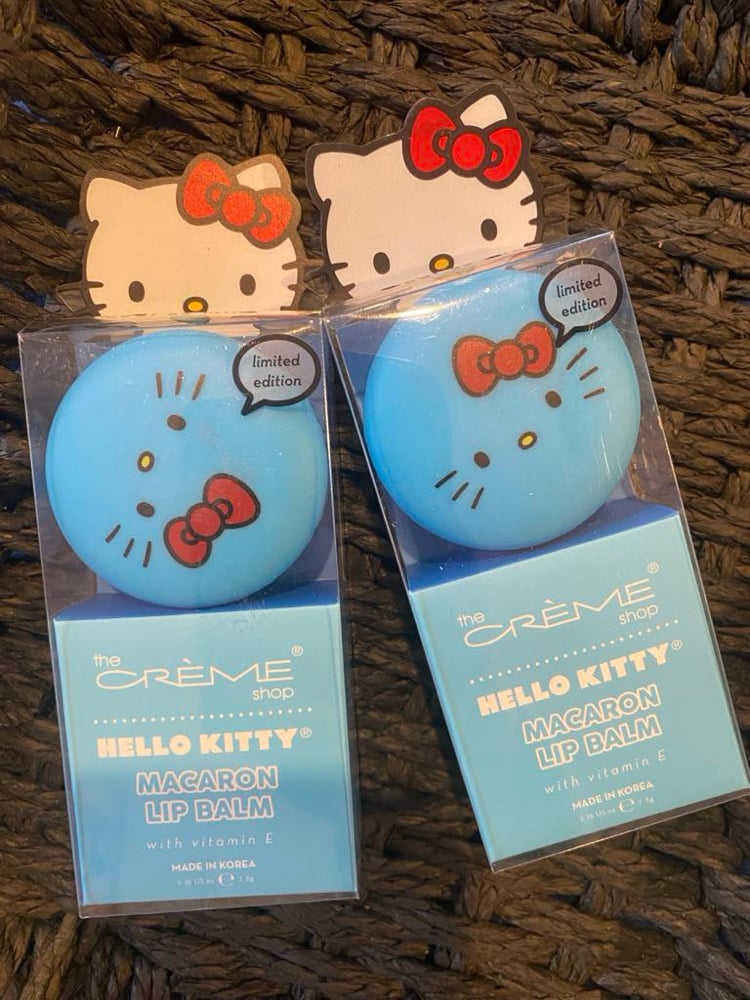 limited
edition
the
CRÈME®
shop
HELLO KITTY®
MACARON
LIP BALM
with vitamin E
MADE IN KOREA
limited
edition
the
CRÈME®
shop
HELLO KITTY®
MACARON
LIP BALM
with vitamin E
MADE IN KOREA